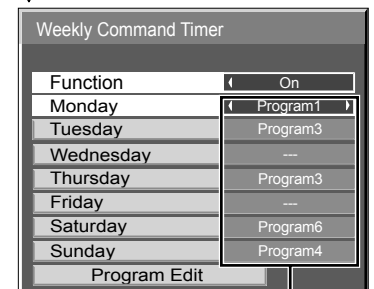 Weekly Command Timer
Function On
Monday Program1
Tuesday Program3
Wednesday ---
Thursday Program3
Friday ---
Saturday Program6
Sunday Program4
Program Edit